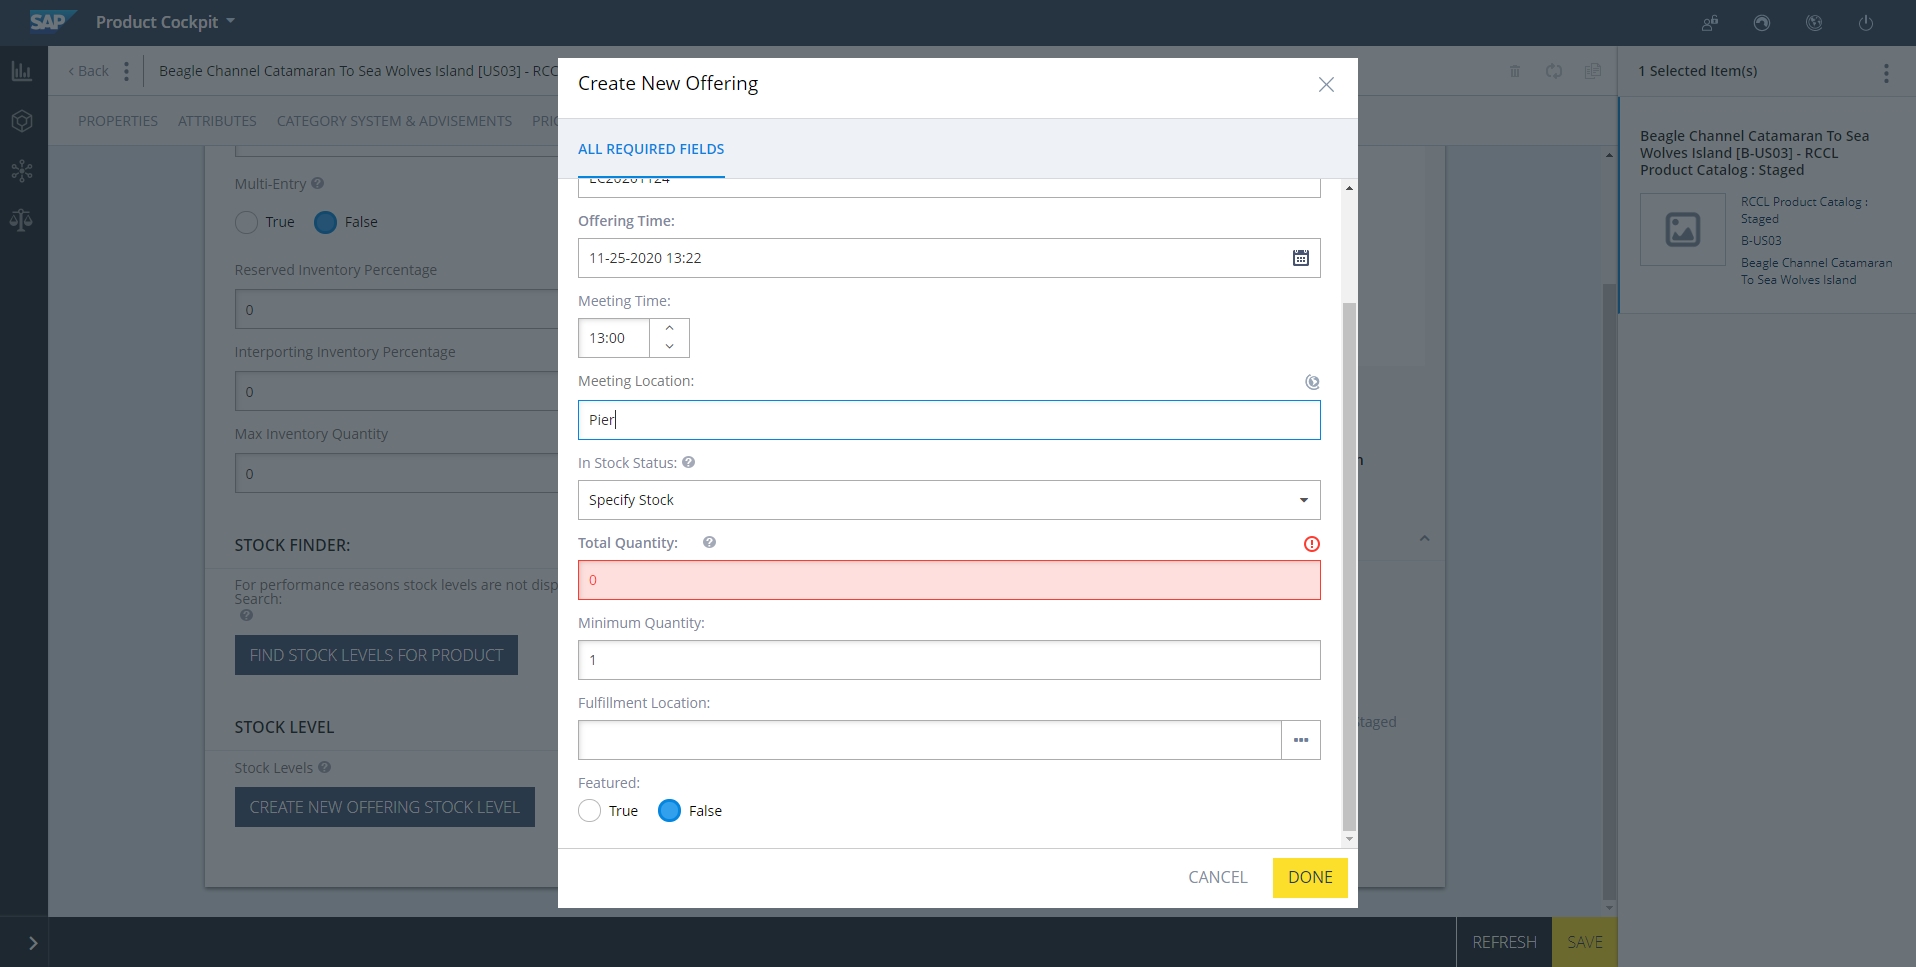 SAP Product Cockpit
Back
Beagle Channel Catamaran To Sea Wolves Island [US03] - RCC
PROPERTIES ATTRIBUTES CATEGORY SYSTEM & ADVISEMENTS
Multi-Entry
True False
Reserved Inventory Percentage
0
Interporting Inventory Percentage
0
Max Inventory Quantity
0
STOCK FINDER:
For performance reasons stock levels are not disp
Search:
FIND STOCK LEVELS FOR PRODUCT
STOCK LEVEL
Stock Levels
CREATE NEW OFFERING STOCK LEVEL
Create New Offering
ALL REQUIRED FIELDS
Offering Time:
11-25-2020 13:22
Meeting Time:
13:00
Meeting Location:
Pier
In Stock Status:
Specify Stock
Total Quantity:
0
Minimum Quantity:
1
Fulfillment Location:
Featured:
True False
CANCEL DONE
Staged
1 Selected Item(s)
Beagle Channel Catamaran To Sea
Wolves Island [B-US03] - RCCL
Product Catalog : Staged
RCCL Product Catalog :
Staged
B-US03
Beagle Channel Catamaran
To Sea Wolves Island
REFRESH SAVE